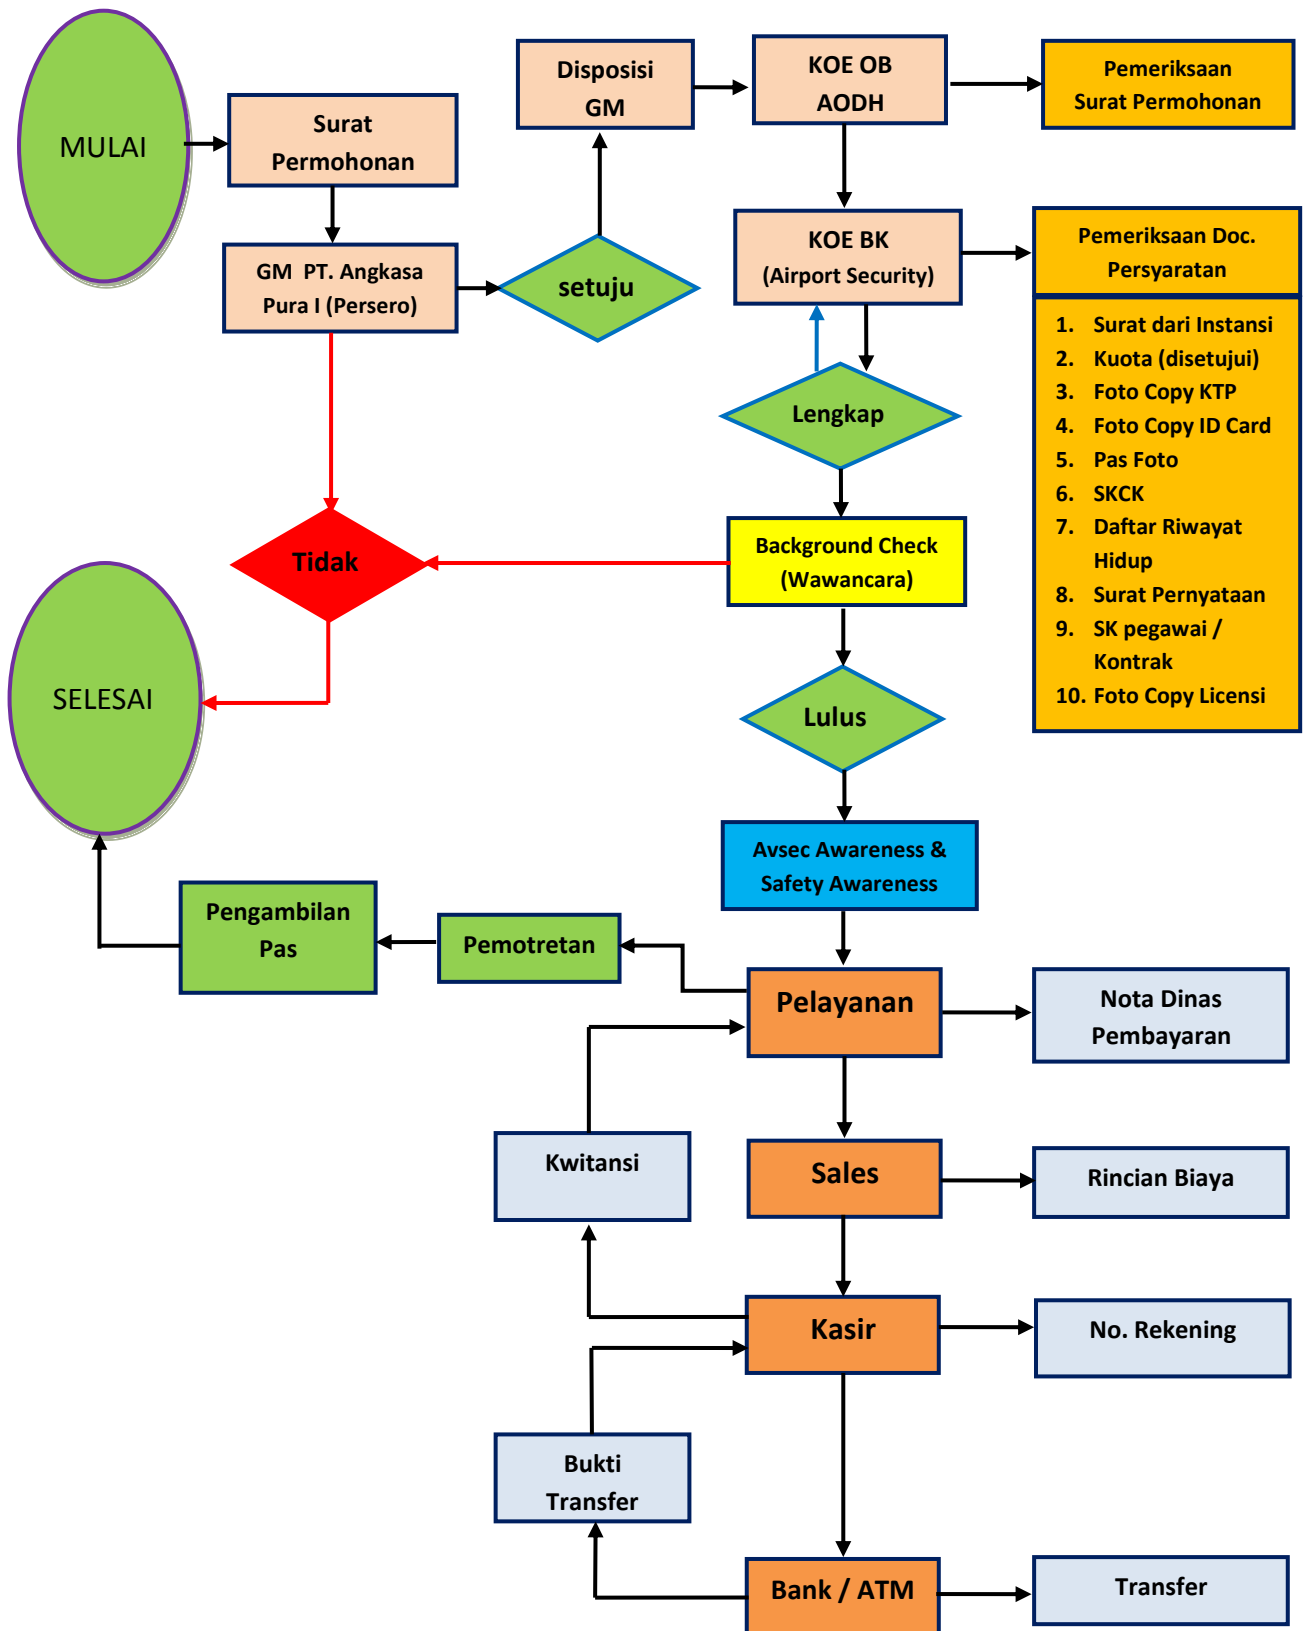 MULAI
Surat
Permohonan
Disposisi
GM
KOE OB
AODH
Pemeriksaan
Surat Permohonan
GM  PT. Angkasa
Pura I (Persero)
setuju
KOE BK
(Airport Security)
Pemeriksaan Doc.
Persyaratan
1. Surat dari Instansi
2. Kuota (disetujui)
3. Foto Copy KTP
4. Foto Copy ID Card
5. Pas Foto
6. SKCK
7. Daftar Riwayat
Hidup
8. Surat Pernyataan
9. SK pegawai /
Kontrak
10. Foto Copy Licensi
Lengkap
Tidak
Background Check
(Wawancara)
SELESAI
Lulus
Avsec Awareness &
Safety Awareness
Pengambilan
Pas
Pemotretan
Pelayanan
Nota Dinas
Pembayaran
Kwitansi
Sales
Rincian Biaya
Kasir
No. Rekening
Bukti
Transfer
Bank / ATM
Transfer